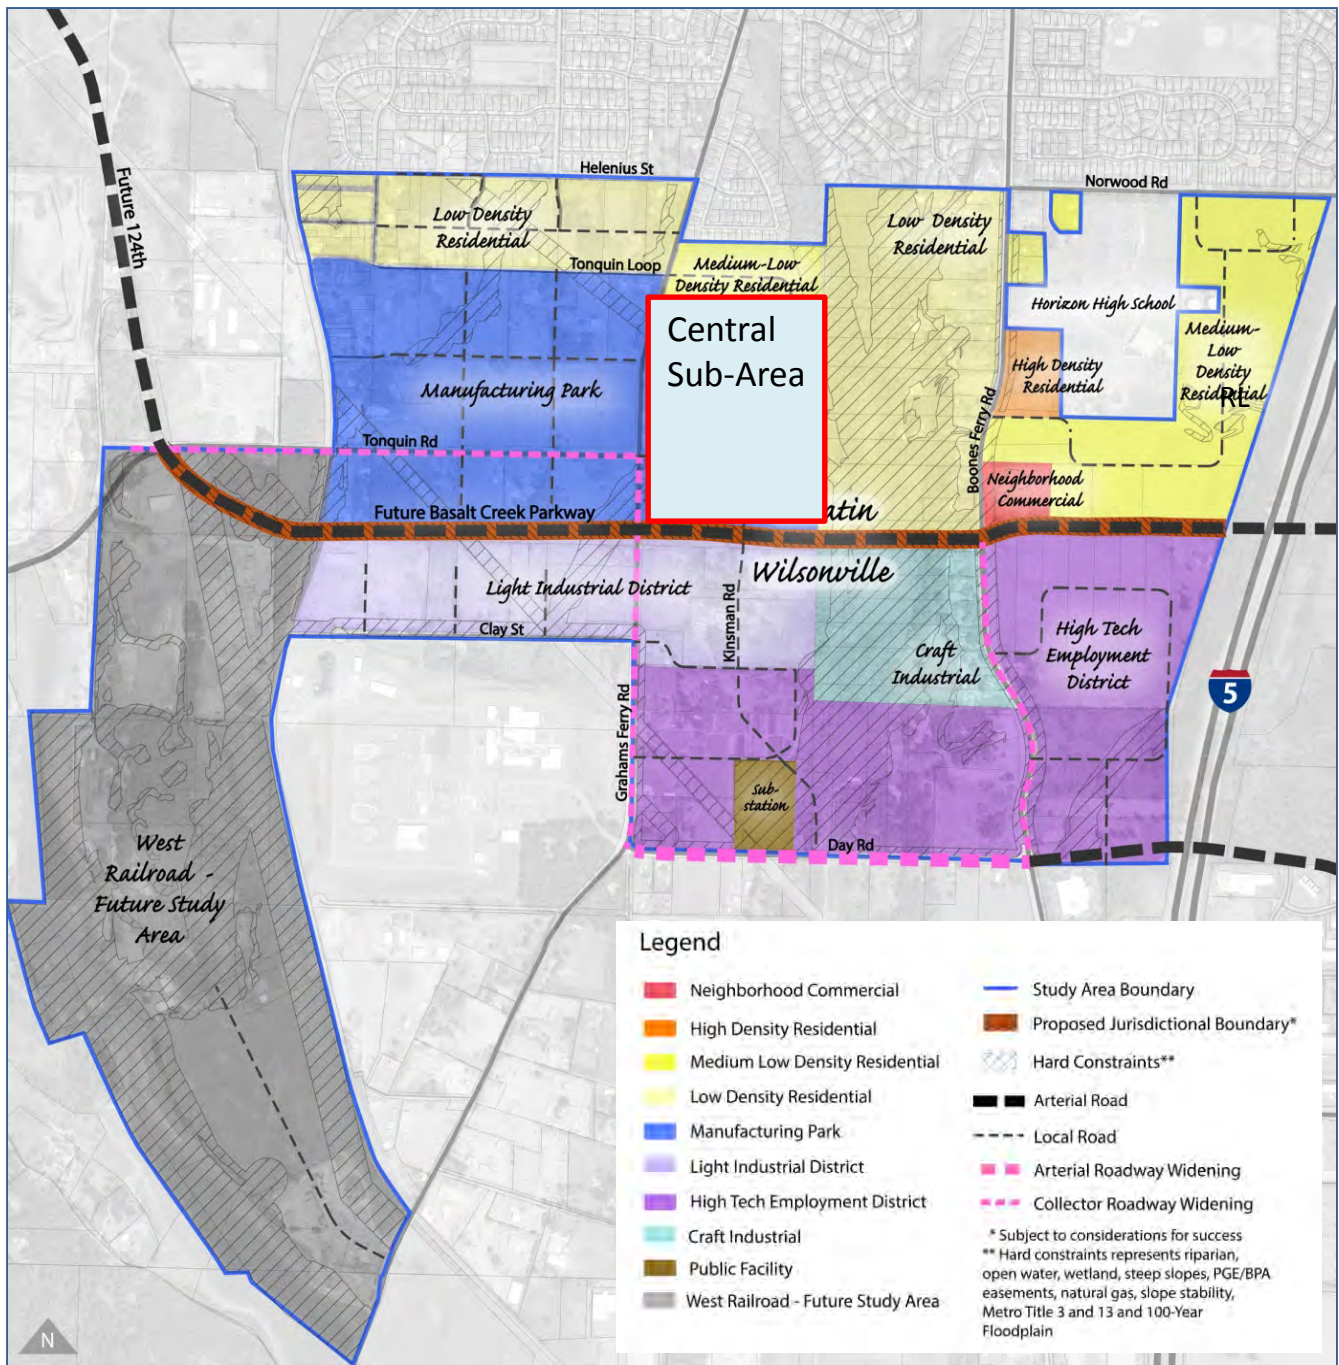 Helenius St
Norwood Rd
Future 124th
Low Density
Residential
Low Density
Residential
Tonquin Loop
Medium-Low
Density Residential
Horizon High School
Medium-
Low
Density
Residential
RL
Central
Sub-Area
High Density
Residential
Manufacturing Park
Boones Ferry Rd
Tonquin Rd
Neighborhood
Commercial
Future Basalt Creek Parkway
atin
Wilsonville
Light Industrial District
Kinsman Rd
Clay St
High Tech
Employment
District
Craft
Industrial
5
Grahams Ferry Rd
Sub-
station
Day Rd
West
Railroad -
Future Study
Area
Legend
Neighborhood Commercial
High Density Residential
Medium Low Density Residential
Low Density Residential
Manufacturing Park
Light Industrial District
High Tech Employment District
Craft Industrial
Public Facility
West Railroad - Future Study Area
Study Area Boundary
Proposed Jurisdictional Boundary*
Hard Constraints**
Arterial Road
Local Road
Arterial Roadway Widening
Collector Roadway Widening
* Subject to considerations for success
** Hard constraints represents riparian,
open water, wetland, steep slopes, PGE/BPA
easements, natural gas, slope stability,
Metro Title 3 and 13 and 100-Year
Floodplain
N